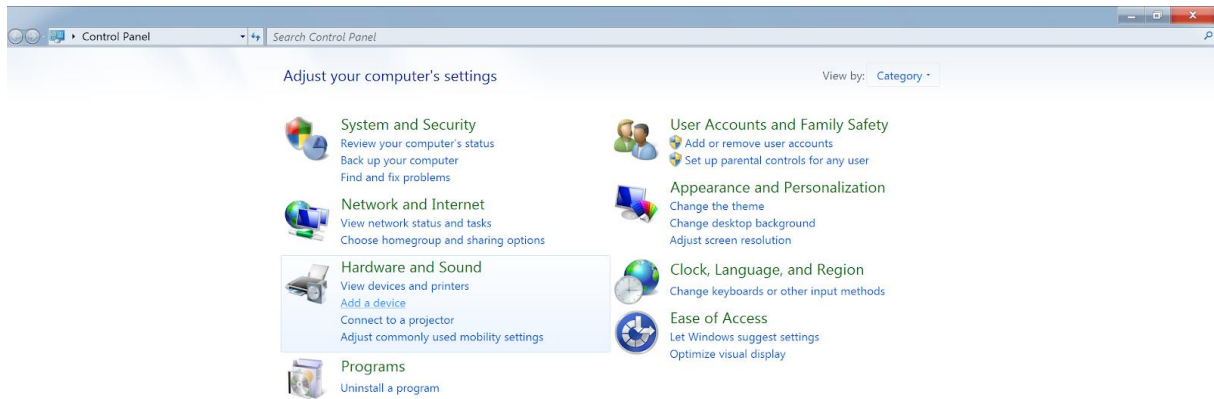 Control Panel
Search Control Panel
Adjust your computer's settings
View by: Category
System and Security
Review your computer's status
Back up your computer
Find and fix problems
Network and Internet
View network status and tasks
Choose homegroup and sharing options
Hardware and Sound
View devices and printers
Add a device
Connect to a projector
Adjust commonly used mobility settings
Programs
Uninstall a program
User Accounts and Family Safety
Add or remove user accounts
Set up parental controls for any user
Appearance and Personalization
Change the theme
Change desktop background
Adjust screen resolution
Clock, Language, and Region
Change keyboards or other input methods
Ease of Access
Let Windows suggest settings
Optimize visual display